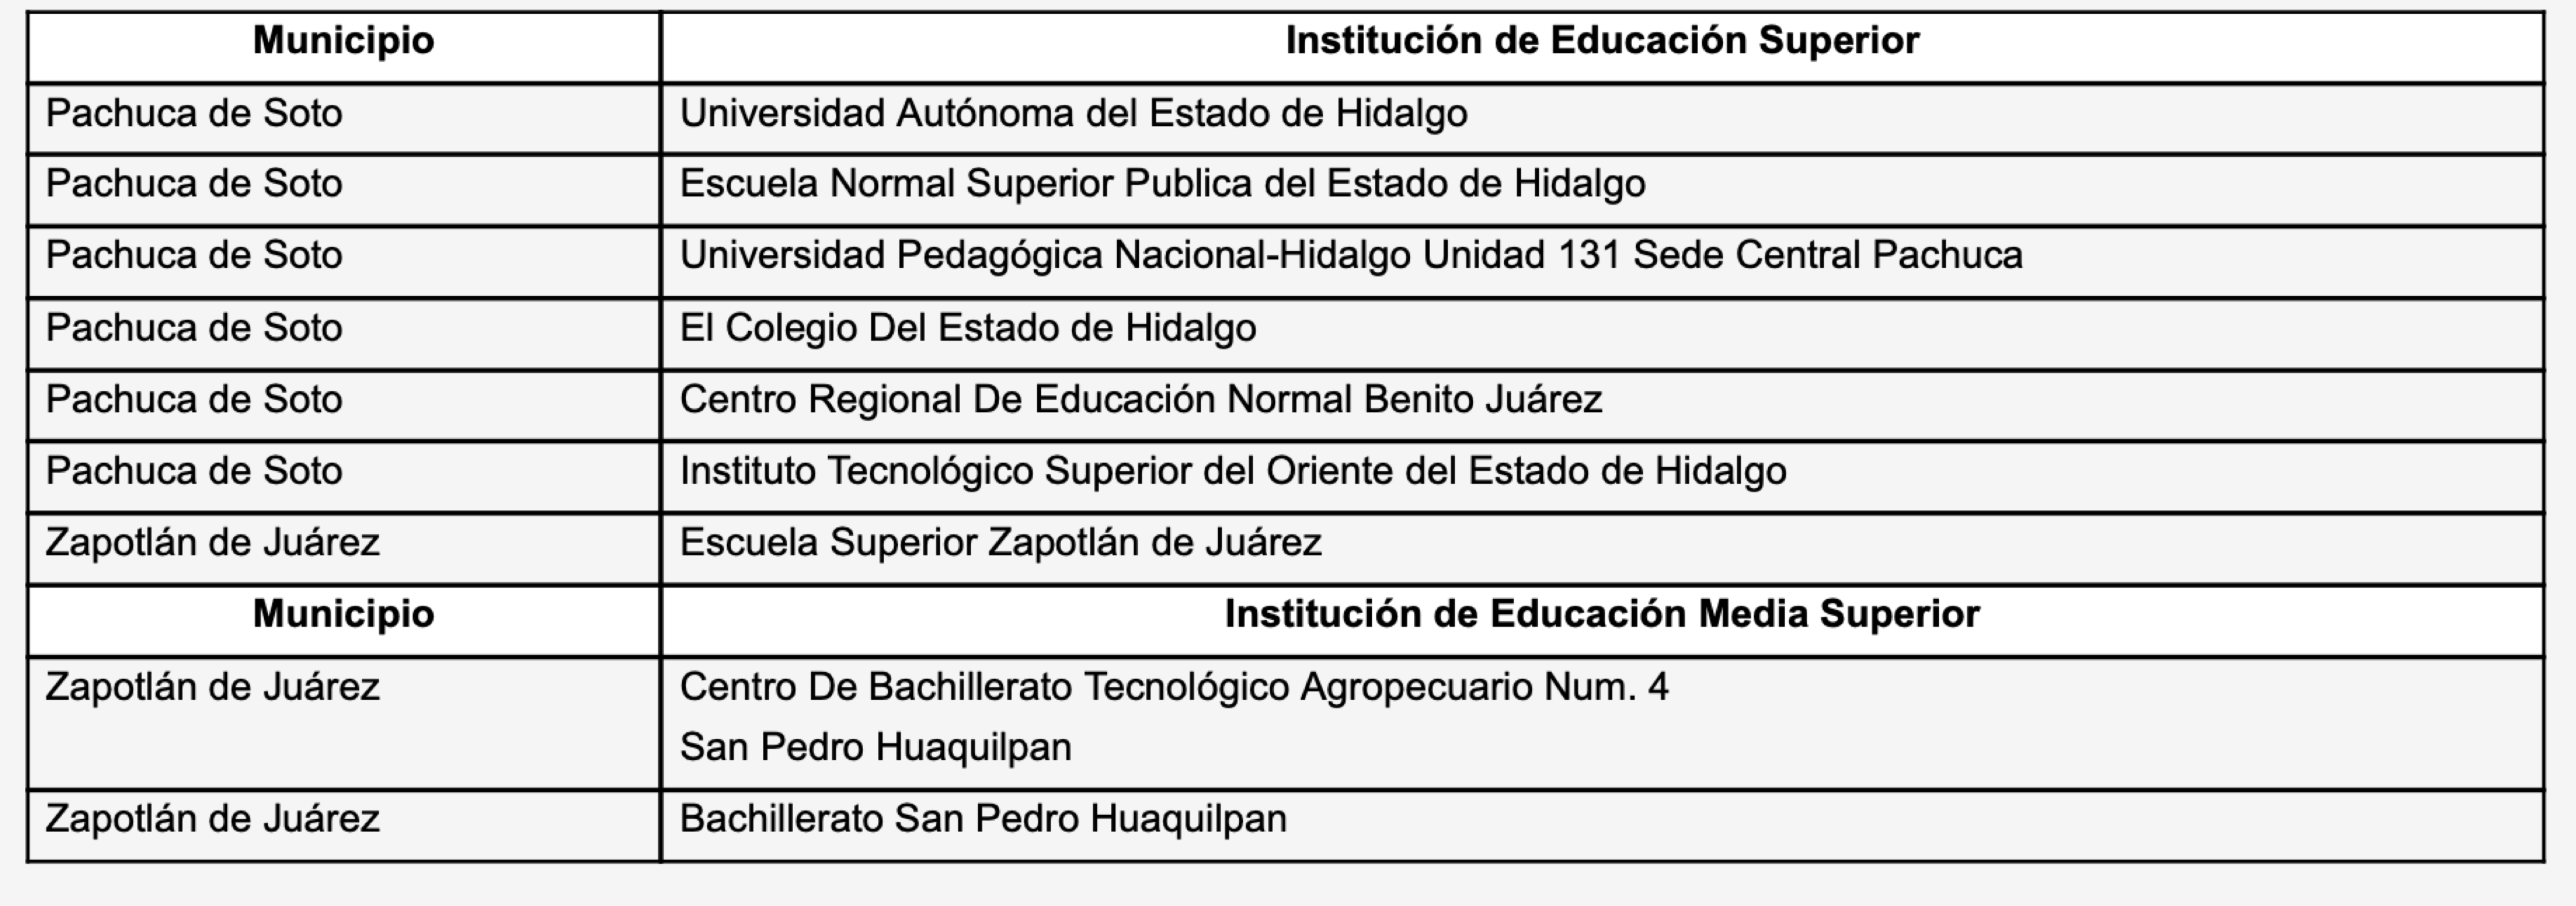 Municipio Institución de Educación Superior
Pachuca de Soto Universidad Autónoma del Estado de Hidalgo
Pachuca de Soto Escuela Normal Superior Publica del Estado de Hidalgo
Pachuca de Soto Universidad Pedagógica Nacional-Hidalgo Unidad 131 Sede Central Pachuca
Pachuca de Soto El Colegio Del Estado de Hidalgo
Pachuca de Soto Centro Regional De Educación Normal Benito Juárez
Pachuca de Soto Instituto Tecnológico Superior del Oriente del Estado de Hidalgo
Zapotlán de Juárez Escuela Superior Zapotlán de Juárez
Municipio Institución de Educación Media Superior
Zapotlán de Juárez Centro De Bachillerato Tecnológico Agropecuario Num. 4
San Pedro Huaquilpan
Zapotlán de Juárez Bachillerato San Pedro Huaquilpan